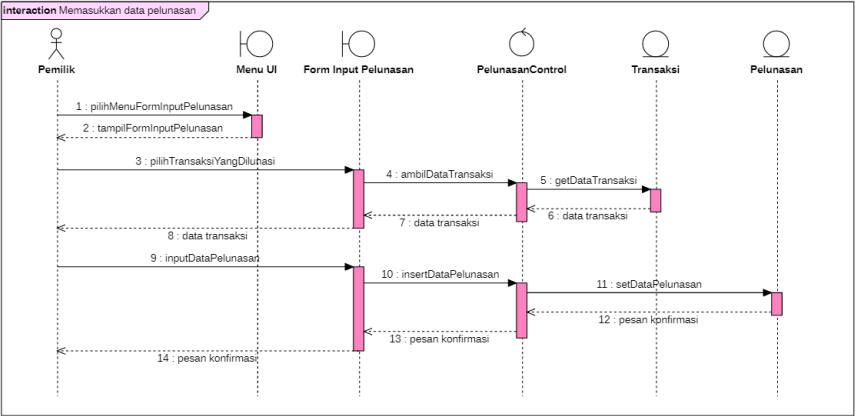 interaction Memasukkan data pelunasan
Pemilik
Menu UI
Form Input Pelunasan
PelunasanControl
Transaksi
Pelunasan
1 : pilihMenuFormInputPelunasan
2 : tampilFormInputPelunasan
3 : pilihTransaksiYangDilunasi
4 : ambilDataTransaksi
5 : getDataTransaksi
6 : data transaksi
7 : data transaksi
8 : data transaksi
9 : inputDataPelunasan
10 : insertDataPelunasan
11 : setDataPelunasan
12 : pesan konfirmasi
13 : pesan konfirmasi
14 : pesan konfirmasi